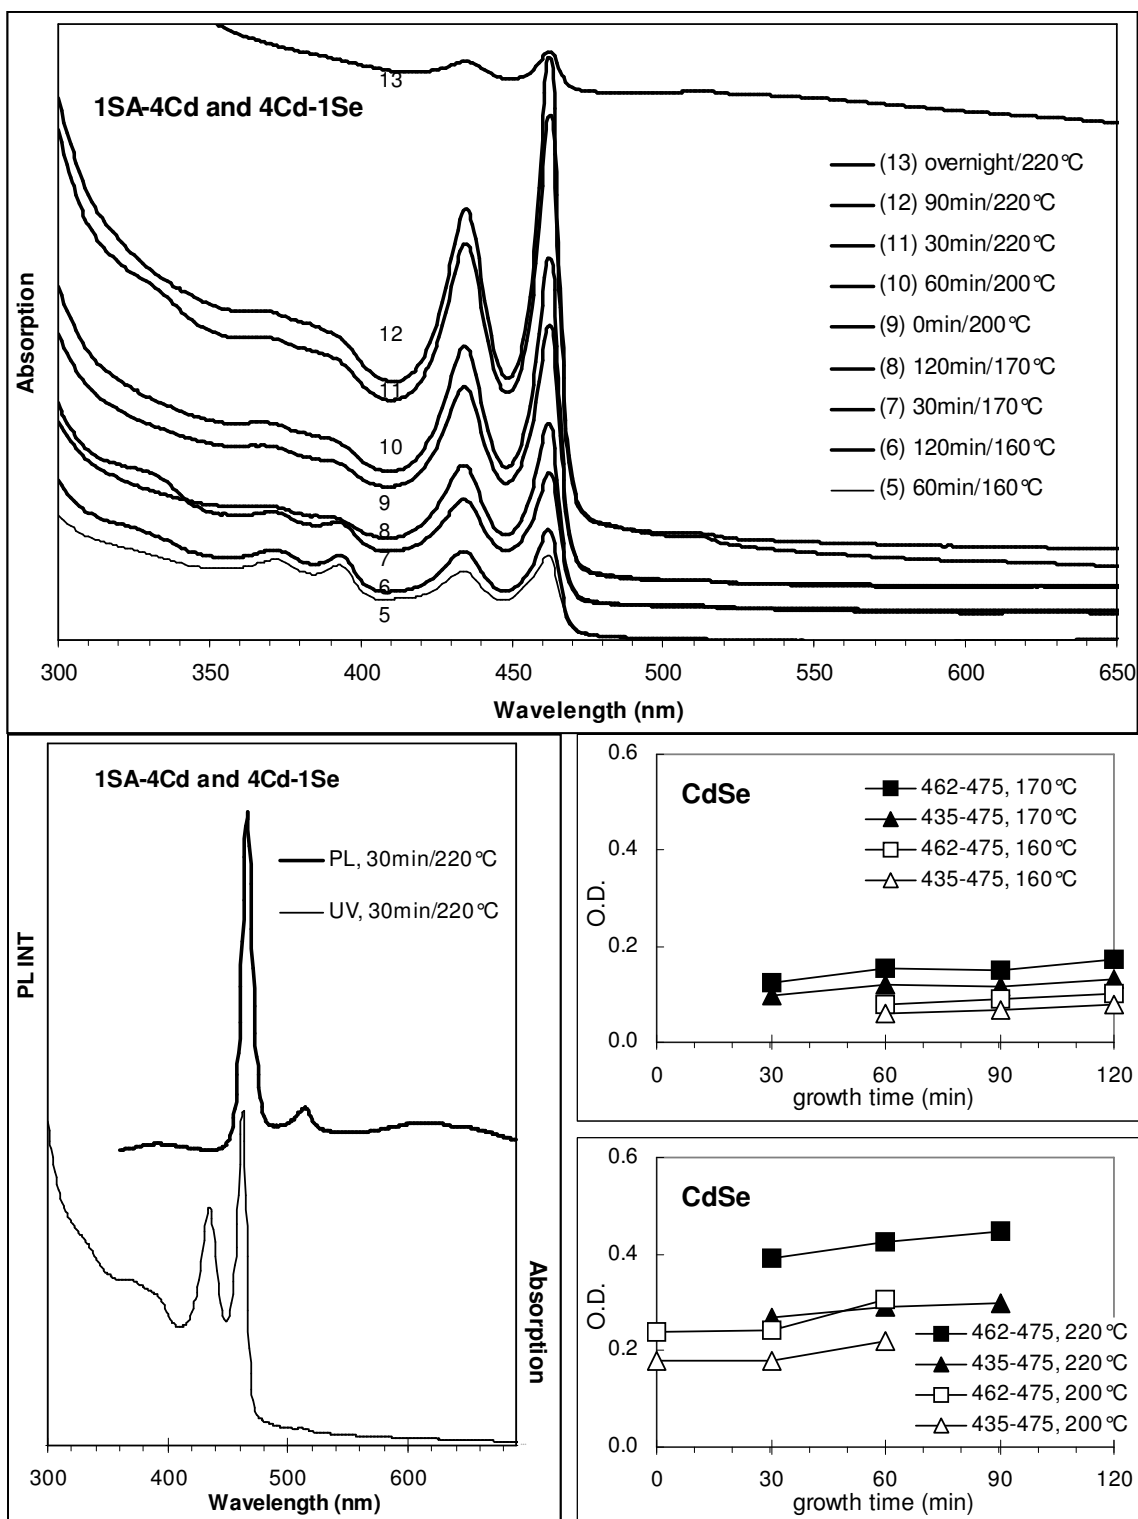 1SA-4Cd and 4Cd-1Se
Absorption
13
12
11
10
9
8
7
6
5
(13) overnight/220°C
(12) 90min/220°C
(11) 30min/220°C
(10) 60min/200°C
(9) 0min/200°C
(8) 120min/170°C
(7) 30min/170°C
(6) 120min/160°C
(5) 60min/160°C
300 350 400 450 500 550 600 650
Wavelength (nm)
1SA-4Cd and 4Cd-1Se
PL INT
PL, 30min/220°C
UV, 30min/220°C
Absorption
300 400 500 600
Wavelength (nm)
CdSe
462-475, 170°C
435-475, 170°C
462-475, 160°C
435-475, 160°C
O.D.
0.6
0.4
0.2
0.0
0 30 60 90 120
growth time (min)
CdSe
O.D.
0.6
0.4
0.2
0.0
462-475, 220°C
435-475, 220°C
462-475, 200°C
435-475, 200°C
0 30 60 90 120
growth time (min)